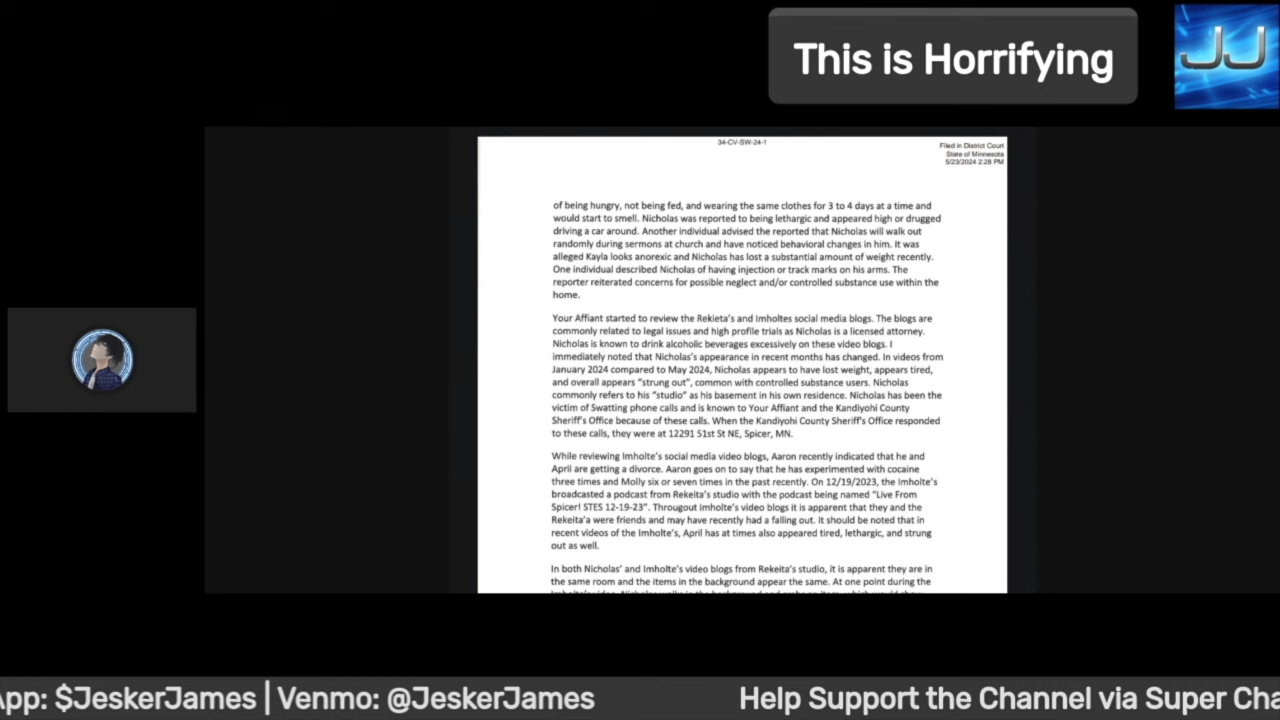 This is Horrifying
JJ
34-CV-SW-24-1
Filed in District Court
State of Minnesota
5/23/2024 2:28 PM
of being hungry, not being fed, and wearing the same clothes for 3 to 4 days at a time and
would start to smell. Nicholas was reported to being lethargic and appeared high or drugged
driving a car around. Another individual advised the reported that Nicholas will walk out
randomly during sermons at church and have noticed behavioral changes in him. It was
alleged Kayla looks anorexic and Nicholas has lost a substantial amount of weight recently.
One individual described Nicholas of having injection or track marks on his arms. The
reporter reiterated concerns for possible neglect and/or controlled substance use within the
home.
Your Affiant started to review the Rekieta's and Imholtes social media blogs. The blogs are
commonly related to legal issues and high profile trials as Nicholas is a licensed attorney.
Nicholas is known to drink alcoholic beverages excessively on these video blogs. I
immediately noted that Nicholas's appearance in recent months has changed. In videos from
January 2024 compared to May 2024, Nicholas appears to have lost weight, appears tired,
and overall appears "strung out", common with controlled substance users. Nicholas
commonly refers to his "studio" as his basement in his own residence. Nicholas has been the
victim of Swatting phone calls and is known to Your Affiant and the Kandiyohi County
Sheriff's Office because of these calls. When the Kandiyohi County Sheriff's Office responded
to these calls, they were at 12291 51st St NE, Spicer, MN.
While reviewing Imholte's social media video blogs, Aaron recently indicated that he and
April are getting a divorce. Aaron goes on to say that he has experimented with cocaine
three times and Molly six or seven times in the past recently. On 12/19/2023, the Imholte's
broadcasted a podcast from Rekeita's studio with the podcast being named "Live From
Spicer! STES 12-19-23". Througout Imholte's video blogs it is apparent that they and the
Rekeita'a were friends and may have recently had a falling out. It should be noted that in
recent videos of the Imholte's, April has at times also appeared tired, lethargic, and strung
out as well.
In both Nicholas' and Imholte's video blogs from Rekeita's studio, it is apparent they are in
the same room and the items in the background appear the same. At one point during the
App: $JeskerJames | Venmo: @JeskerJames
Help Support the Channel via Super Cha